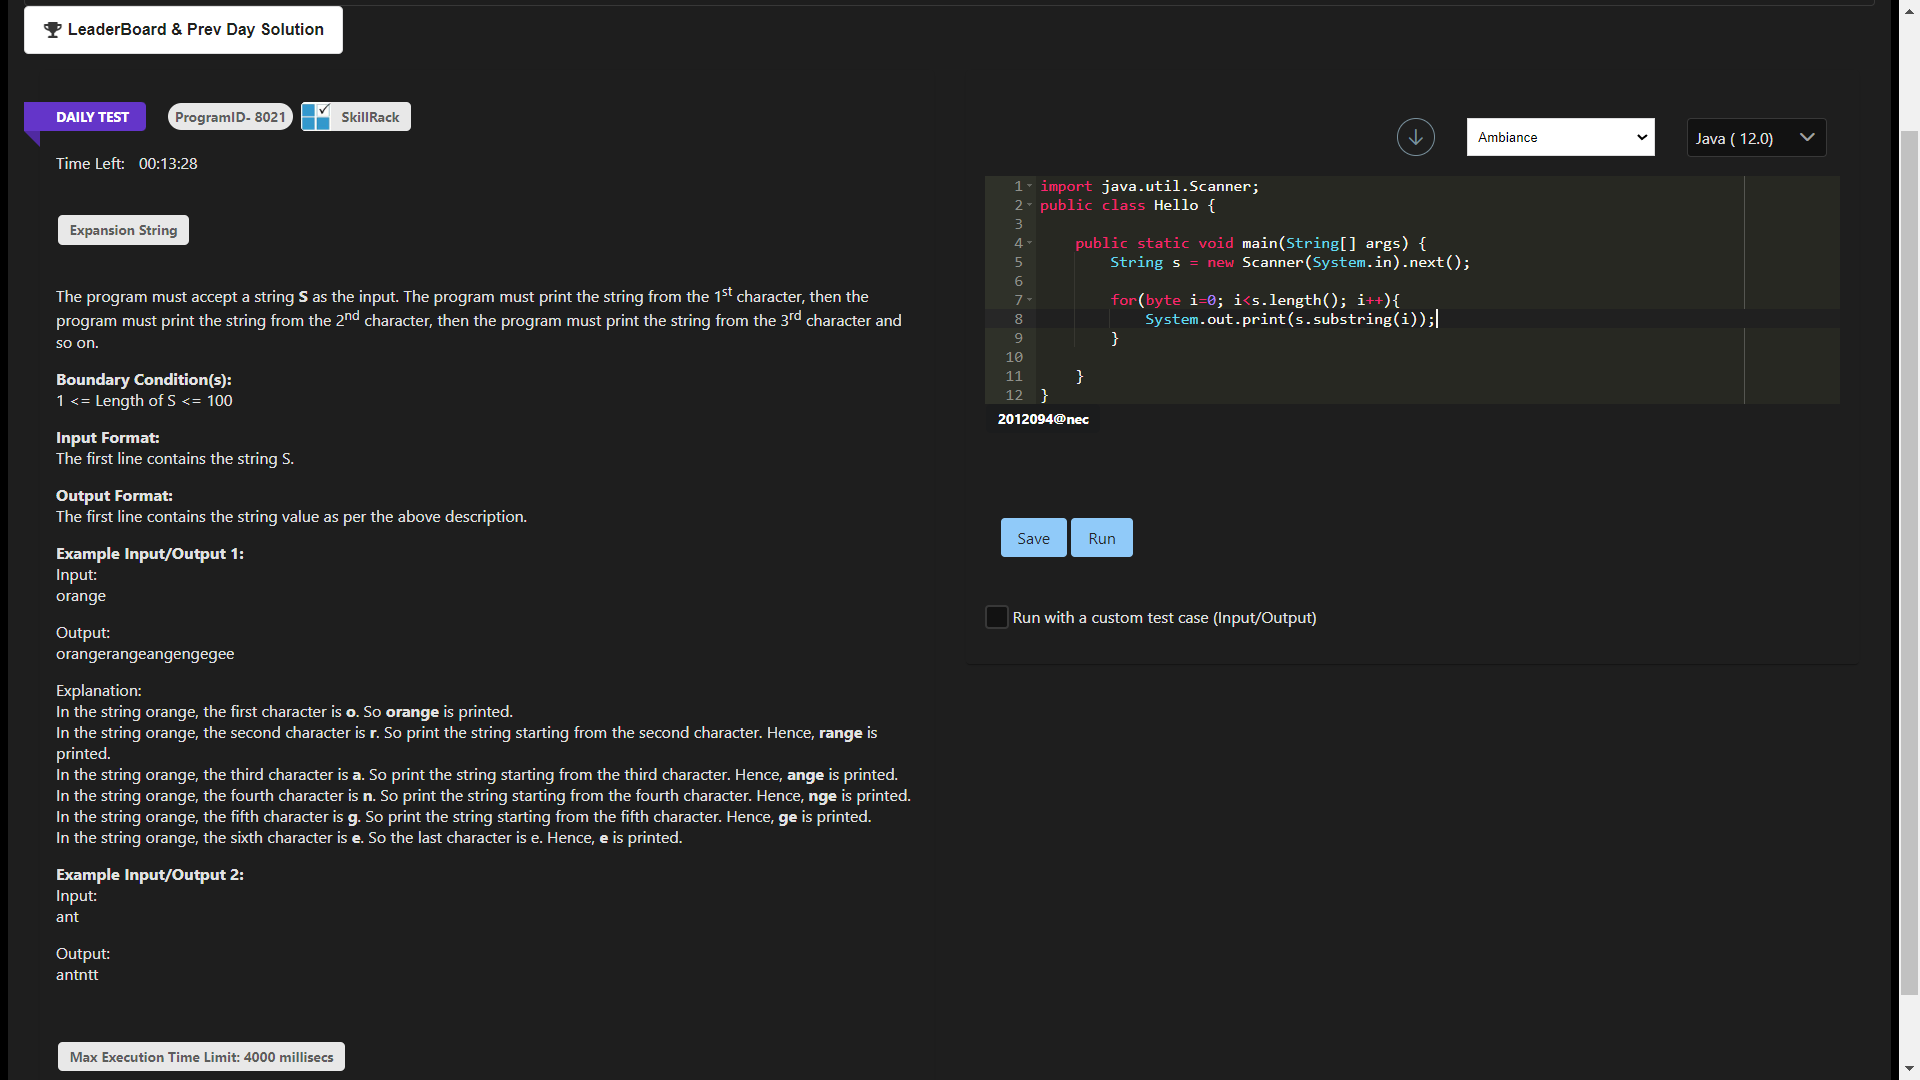 LeaderBoard & Prev Day Solution
DAILY TEST
ProgramID- 8021
SkillRack
Time Left: 00:13:28
Expansion String
The program must accept a string S as the input. The program must print the string from the 1st character, then the
program must print the string from the 2nd character, then the program must print the string from the 3rd character and
so on.
Boundary Condition(s):
1 <= Length of S <= 100
Input Format:
The first line contains the string S.
Output Format:
The first line contains the string value as per the above description.
Example Input/Output 1:
Input:
orange
Output:
orangerangeangengegee
Explanation:
In the string orange, the first character is o. So orange is printed.
In the string orange, the second character is r. So print the string starting from the second character. Hence, range is
printed.
In the string orange, the third character is a. So print the string starting from the third character. Hence, ange is printed.
In the string orange, the fourth character is n. So print the string starting from the fourth character. Hence, nge is printed.
In the string orange, the fifth character is g. So print the string starting from the fifth character. Hence, ge is printed.
In the string orange, the sixth character is e. So the last character is e. Hence, e is printed.
Example Input/Output 2:
Input:
ant
Output:
antntt
Max Execution Time Limit: 4000 millisecs
Ambiance
Java ( 12.0)
1 import java.util.Scanner;
2 public class Hello {
3
4     public static void main(String[] args) {
5         String s = new Scanner(System.in).next();
6
7         for(byte i=0; i<s.length(); i++){
8             System.out.print(s.substring(i));
9         }
10
11     }
12 }
2012094@nec
Save
Run
Run with a custom test case (Input/Output)